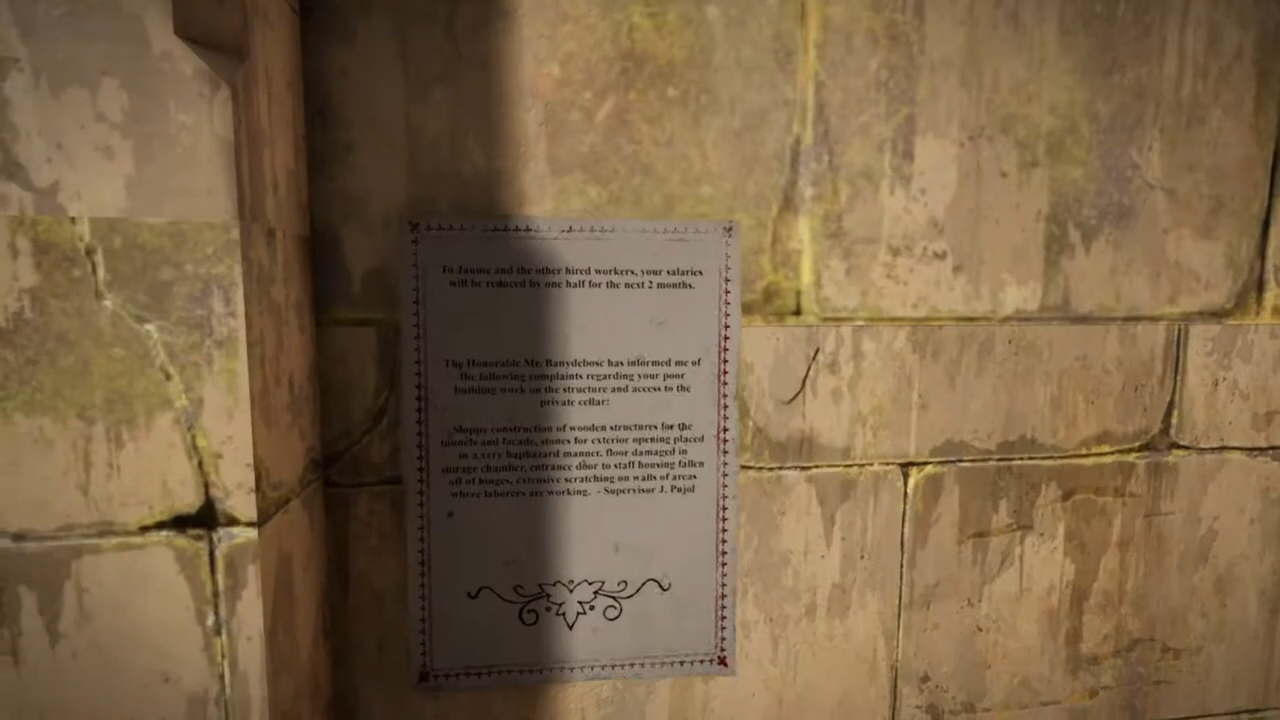 To Jaume and the other hired workers, your salaries
will be reduced by one half for the next 2 months.
The Honorable Mr. Banydebosc has informed me of
the following complaints regarding your poor
building work on the structure and access to the
private cellar:
Sloppy construction of wooden structures for the
tunnels and facade, stones for exterior opening placed
in a very haphazard manner, floor damaged in
storage chamber, entrance door to staff housing fallen
off of hinges, extensive scratching on walls of areas
where laborers are working. - Supervisor J. Pujol